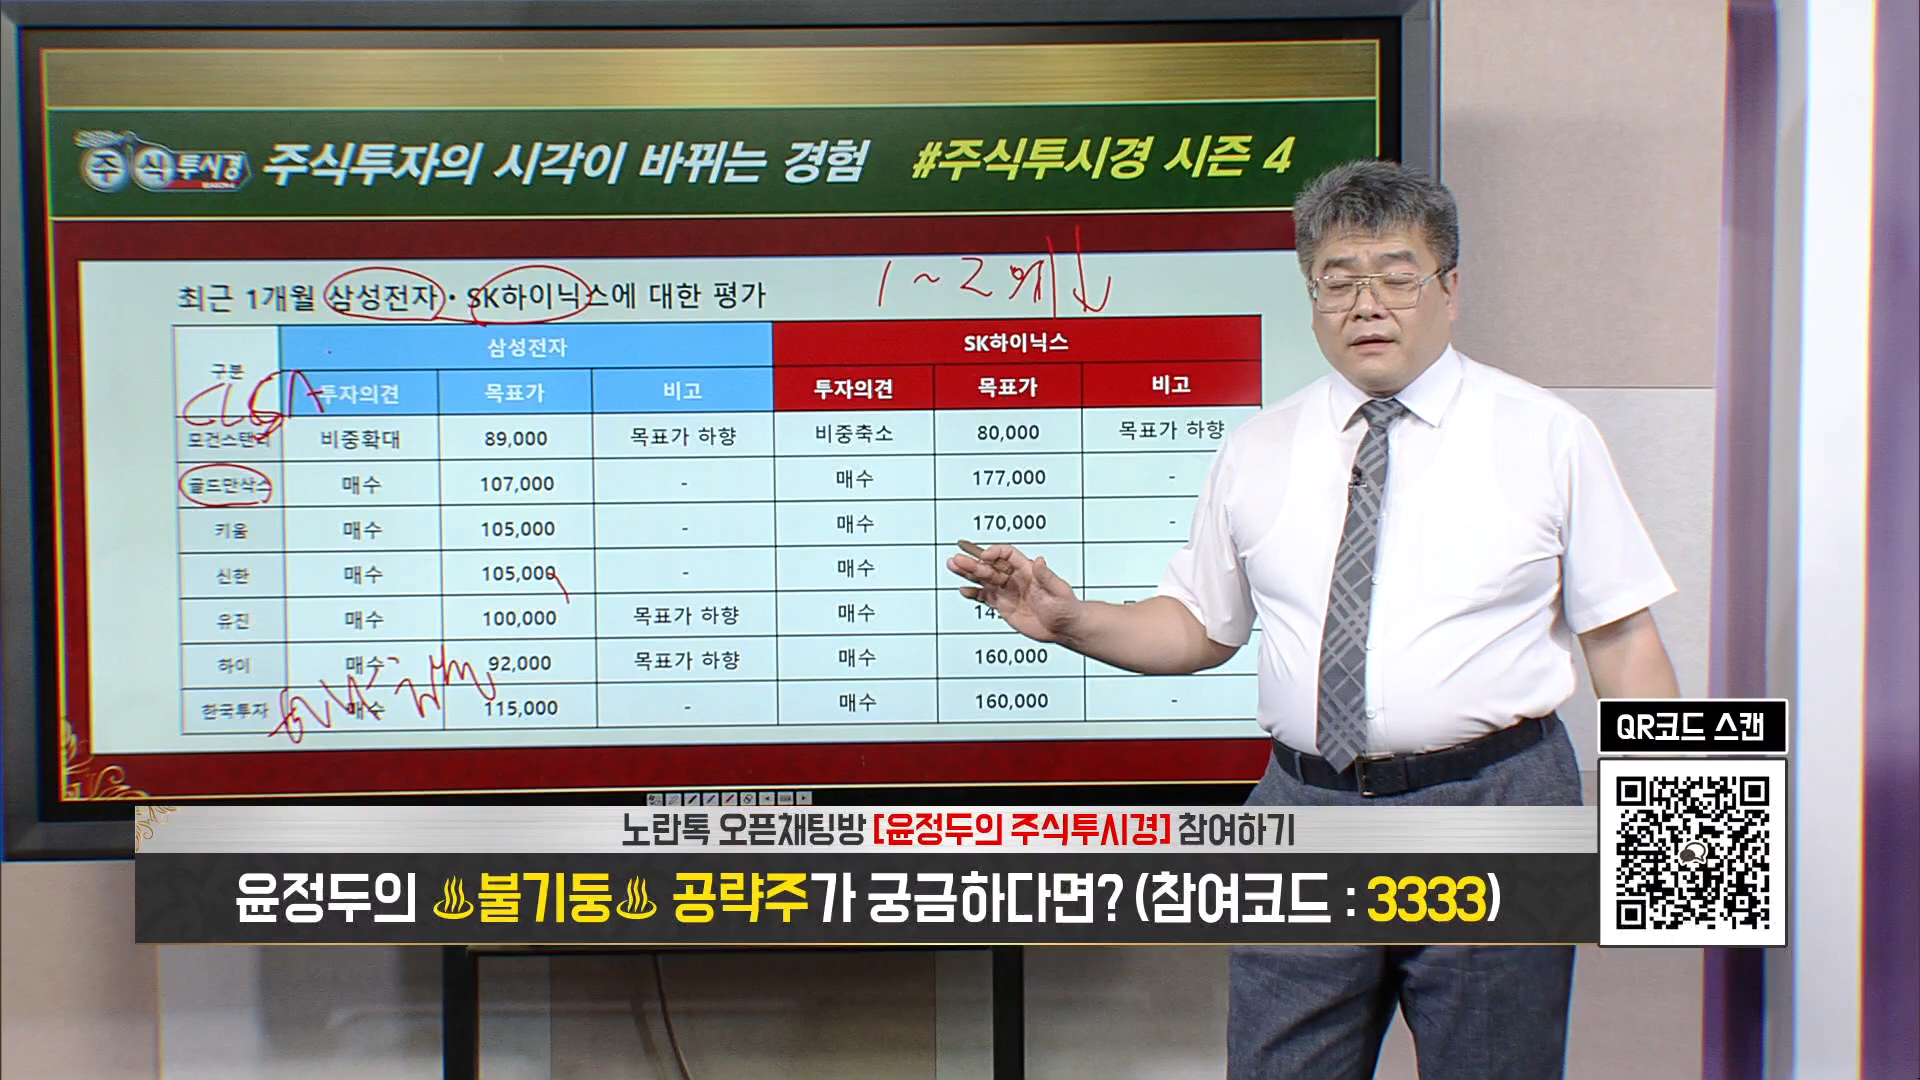 주식투시경 주식투자의 시각이 바뀌는 경험 #주식투시경 시즌 4
SEASON 4
최근 1개월 삼성전자·SK하이닉스에 대한 평가 1~2
구분 삼성전자 SK하이닉스
투자의견 목표가 비고 투자의견 목표가 비고
CLSA
모건스탠리 비중확대 89,000 목표가 하향 비중축소 80,000 목표가 하향
골드만삭스 매수 107,000 - 매수 177,000 -
키움 매수 105,000 - 매수 170,000 -
신한 매수 105,000 - 매수
유진 매수 100,000 목표가 하향 매수
하이 매수 92,000 목표가 하향 매수 160,000
한국투자 매수 115,000 - 매수 160,000 -
QR코드 스캔
노란톡 오픈채팅방 [윤정두의 주식투시경] 참여하기
윤정두의 ♨불기둥♨ 공략주가 궁금하다면? (참여코드 : 3333)